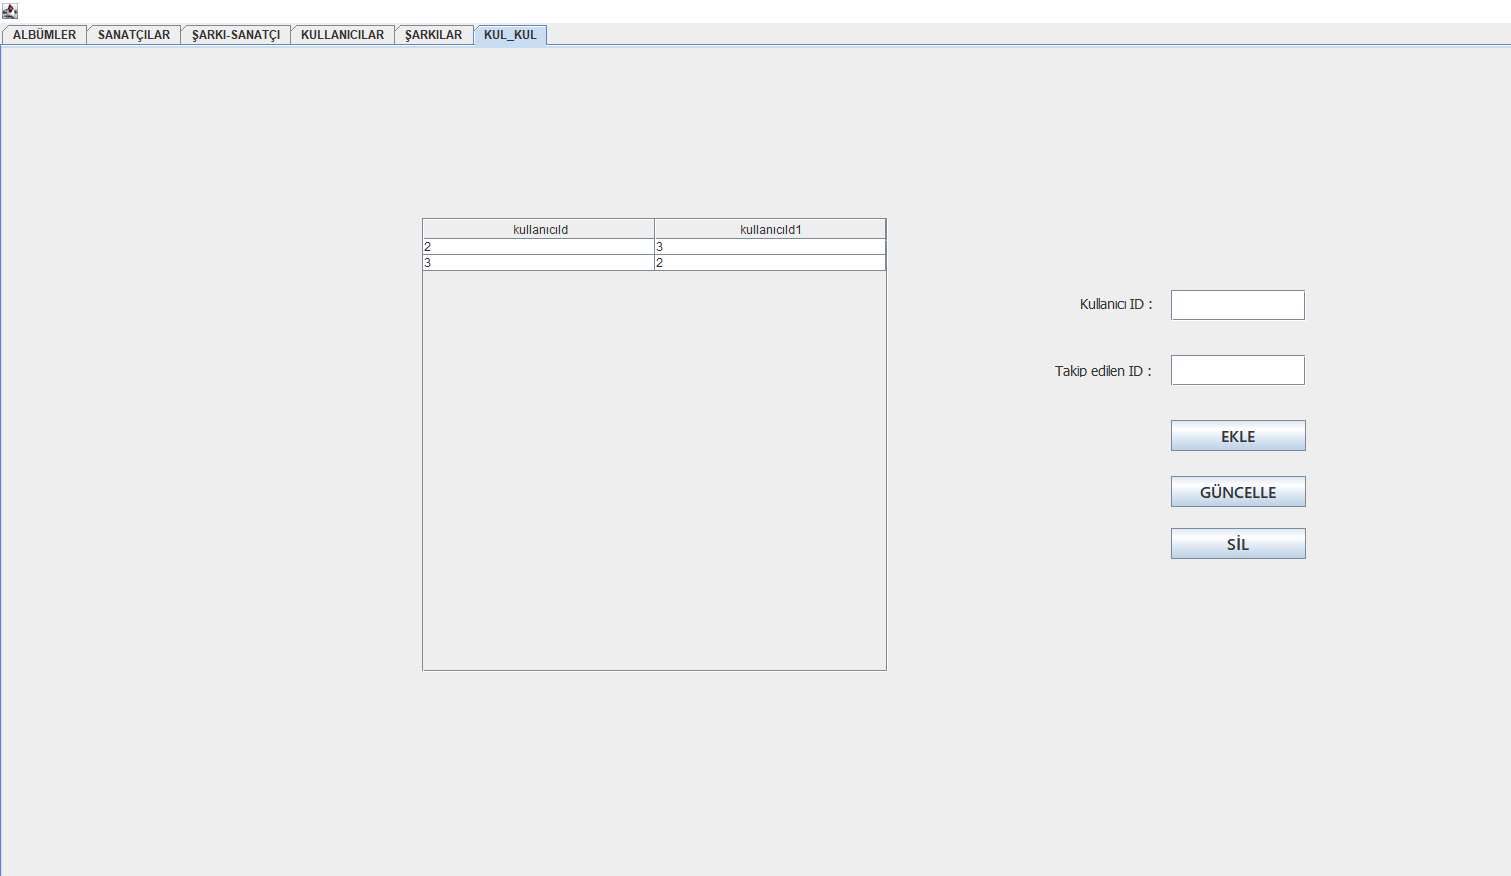 ALBÜMLER SANATÇILAR ŞARKI-SANATÇI KULLANICILAR ŞARKILAR KUL_KUL
kullanıcıId kullanıcıId1
2 3
3 2
Kullanıcı ID :
Takip edilen ID :
EKLE
GÜNCELLE
SİL